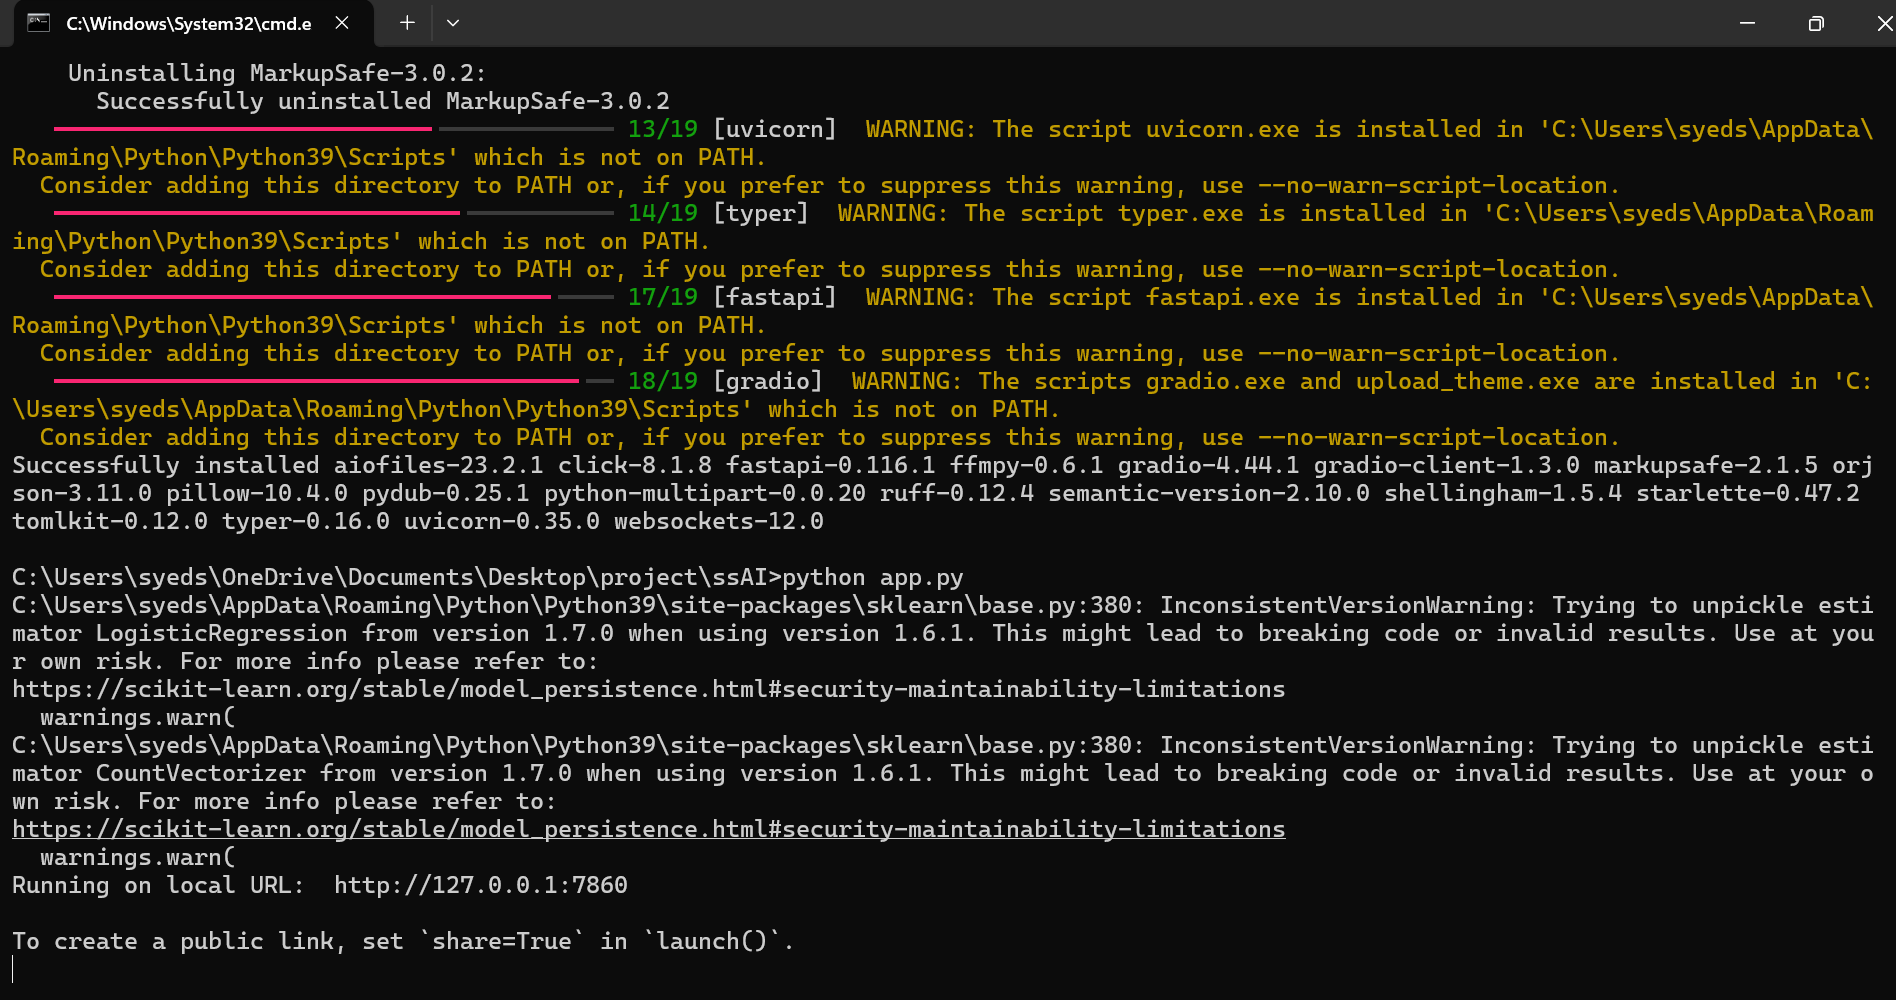 C:\Windows\System32\cmd.e
Uninstalling MarkupSafe-3.0.2:
Successfully uninstalled MarkupSafe-3.0.2
13/19 [uvicorn]  WARNING: The script uvicorn.exe is installed in 'C:\Users\syeds\AppData\
Roaming\Python\Python39\Scripts' which is not on PATH.
Consider adding this directory to PATH or, if you prefer to suppress this warning, use --no-warn-script-location.
14/19 [typer]  WARNING: The script typer.exe is installed in 'C:\Users\syeds\AppData\Roam
ing\Python\Python39\Scripts' which is not on PATH.
Consider adding this directory to PATH or, if you prefer to suppress this warning, use --no-warn-script-location.
17/19 [fastapi]  WARNING: The script fastapi.exe is installed in 'C:\Users\syeds\AppData\
Roaming\Python\Python39\Scripts' which is not on PATH.
Consider adding this directory to PATH or, if you prefer to suppress this warning, use --no-warn-script-location.
18/19 [gradio]  WARNING: The scripts gradio.exe and upload_theme.exe are installed in 'C:
\Users\syeds\AppData\Roaming\Python\Python39\Scripts' which is not on PATH.
Consider adding this directory to PATH or, if you prefer to suppress this warning, use --no-warn-script-location.
Successfully installed aiofiles-23.2.1 click-8.1.8 fastapi-0.116.1 ffmpy-0.6.1 gradio-4.44.1 gradio-client-1.3.0 markupsafe-2.1.5 orj
son-3.11.0 pillow-10.4.0 pydub-0.25.1 python-multipart-0.0.20 ruff-0.12.4 semantic-version-2.10.0 shellingham-1.5.4 starlette-0.47.2
tomlkit-0.12.0 typer-0.16.0 uvicorn-0.35.0 websockets-12.0
C:\Users\syeds\OneDrive\Documents\Desktop\project\ssAI>python app.py
C:\Users\syeds\AppData\Roaming\Python\Python39\site-packages\sklearn\base.py:380: InconsistentVersionWarning: Trying to unpickle esti
mator LogisticRegression from version 1.7.0 when using version 1.6.1. This might lead to breaking code or invalid results. Use at you
r own risk. For more info please refer to:
https://scikit-learn.org/stable/model_persistence.html#security-maintainability-limitations
warnings.warn(
C:\Users\syeds\AppData\Roaming\Python\Python39\site-packages\sklearn\base.py:380: InconsistentVersionWarning: Trying to unpickle esti
mator CountVectorizer from version 1.7.0 when using version 1.6.1. This might lead to breaking code or invalid results. Use at your o
wn risk. For more info please refer to:
https://scikit-learn.org/stable/model_persistence.html#security-maintainability-limitations
warnings.warn(
Running on local URL:  http://127.0.0.1:7860
To create a public link, set `share=True` in `launch()`.